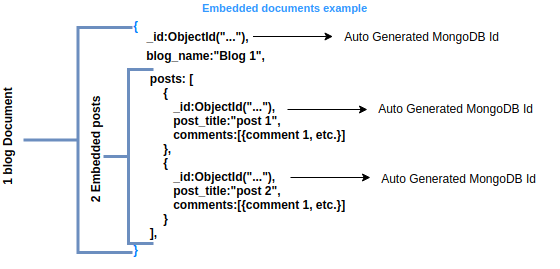 Embedded documents example
{
_id:ObjectId("..."),
Auto Generated MongoDB Id
blog_name:"Blog 1",
posts: [
{
_id:ObjectId("..."),
Auto Generated MongoDB Id
post_title:"post 1",
comments:[{comment 1, etc.}]
},
{
_id:ObjectId("..."),
Auto Generated MongoDB Id
post_title:"post 2",
comments:[{comment 1, etc.}]
}
],
}
1 blog Document
2 Embedded posts